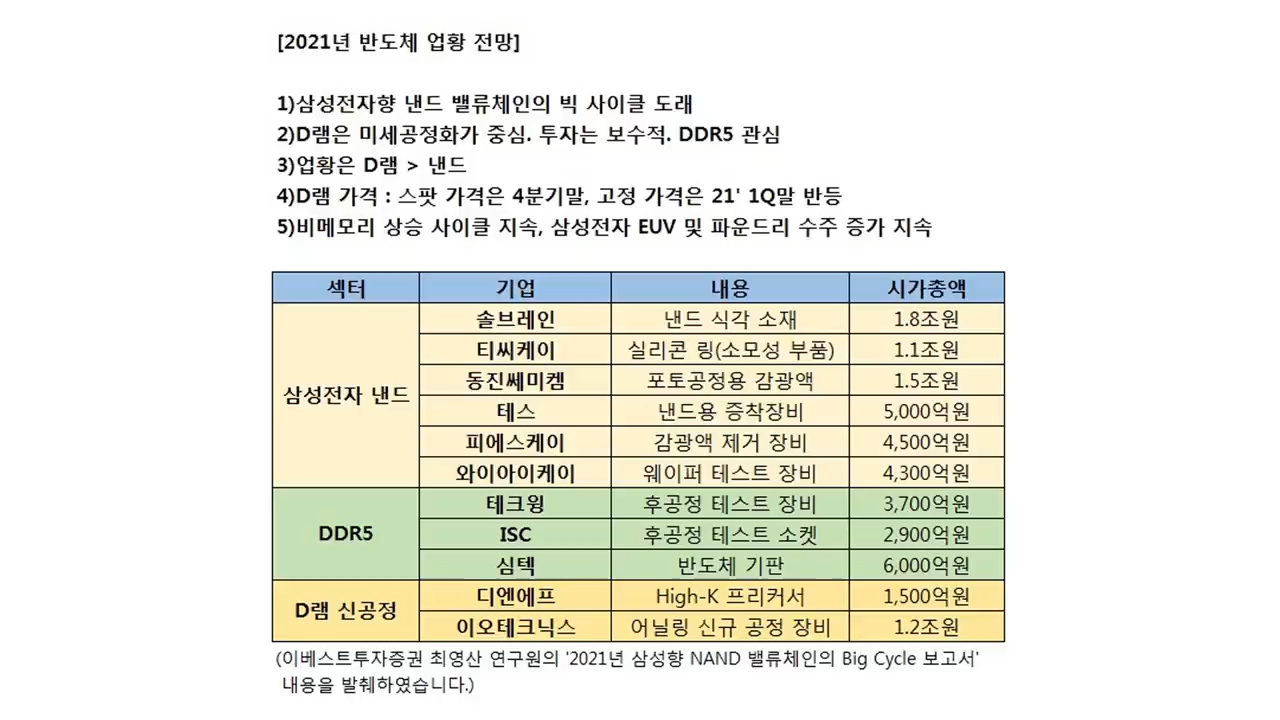 [2021년 반도체 업황 전망]
1)삼성전자향 낸드 밸류체인의 빅 사이클 도래
2)D램은 미세공정화가 중심. 투자는 보수적. DDR5 관심
3)업황은 D램 > 낸드
4)D램 가격 : 스팟 가격은 4분기말, 고정 가격은 21' 1Q말 반등
5)비메모리 상승 사이클 지속, 삼성전자 EUV 및 파운드리 수주 증가 지속
섹터 기업 내용 시가총액
삼성전자 낸드 솔브레인 낸드 식각 소재 1.8조원
티씨케이 실리콘 링(소모성 부품) 1.1조원
동진쎄미켐 포토공정용 감광액 1.5조원
테스 낸드용 증착장비 5,000억원
피에스케이 감광액 제거 장비 4,500억원
와이아이케이 웨이퍼 테스트 장비 4,300억원
DDR5 테크윙 후공정 테스트 장비 3,700억원
ISC 후공정 테스트 소켓 2,900억원
심텍 반도체 기판 6,000억원
D램 신공정 디엔에프 High-K 프리커서 1,500억원
이오테크닉스 어닐링 신규 공정 장비 1.2조원
(이베스트투자증권 최영산 연구원의 '2021년 삼성향 NAND 밸류체인의 Big Cycle 보고서'
내용을 발췌하였습니다.)